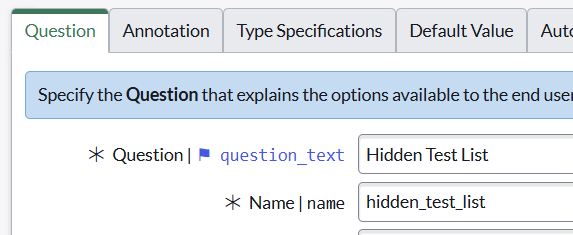 Question Annotation Type Specifications Default Value Auto
Specify the Question that explains the options available to the end user
✳ Question | question_text Hidden Test List
✳ Name | name hidden_test_list